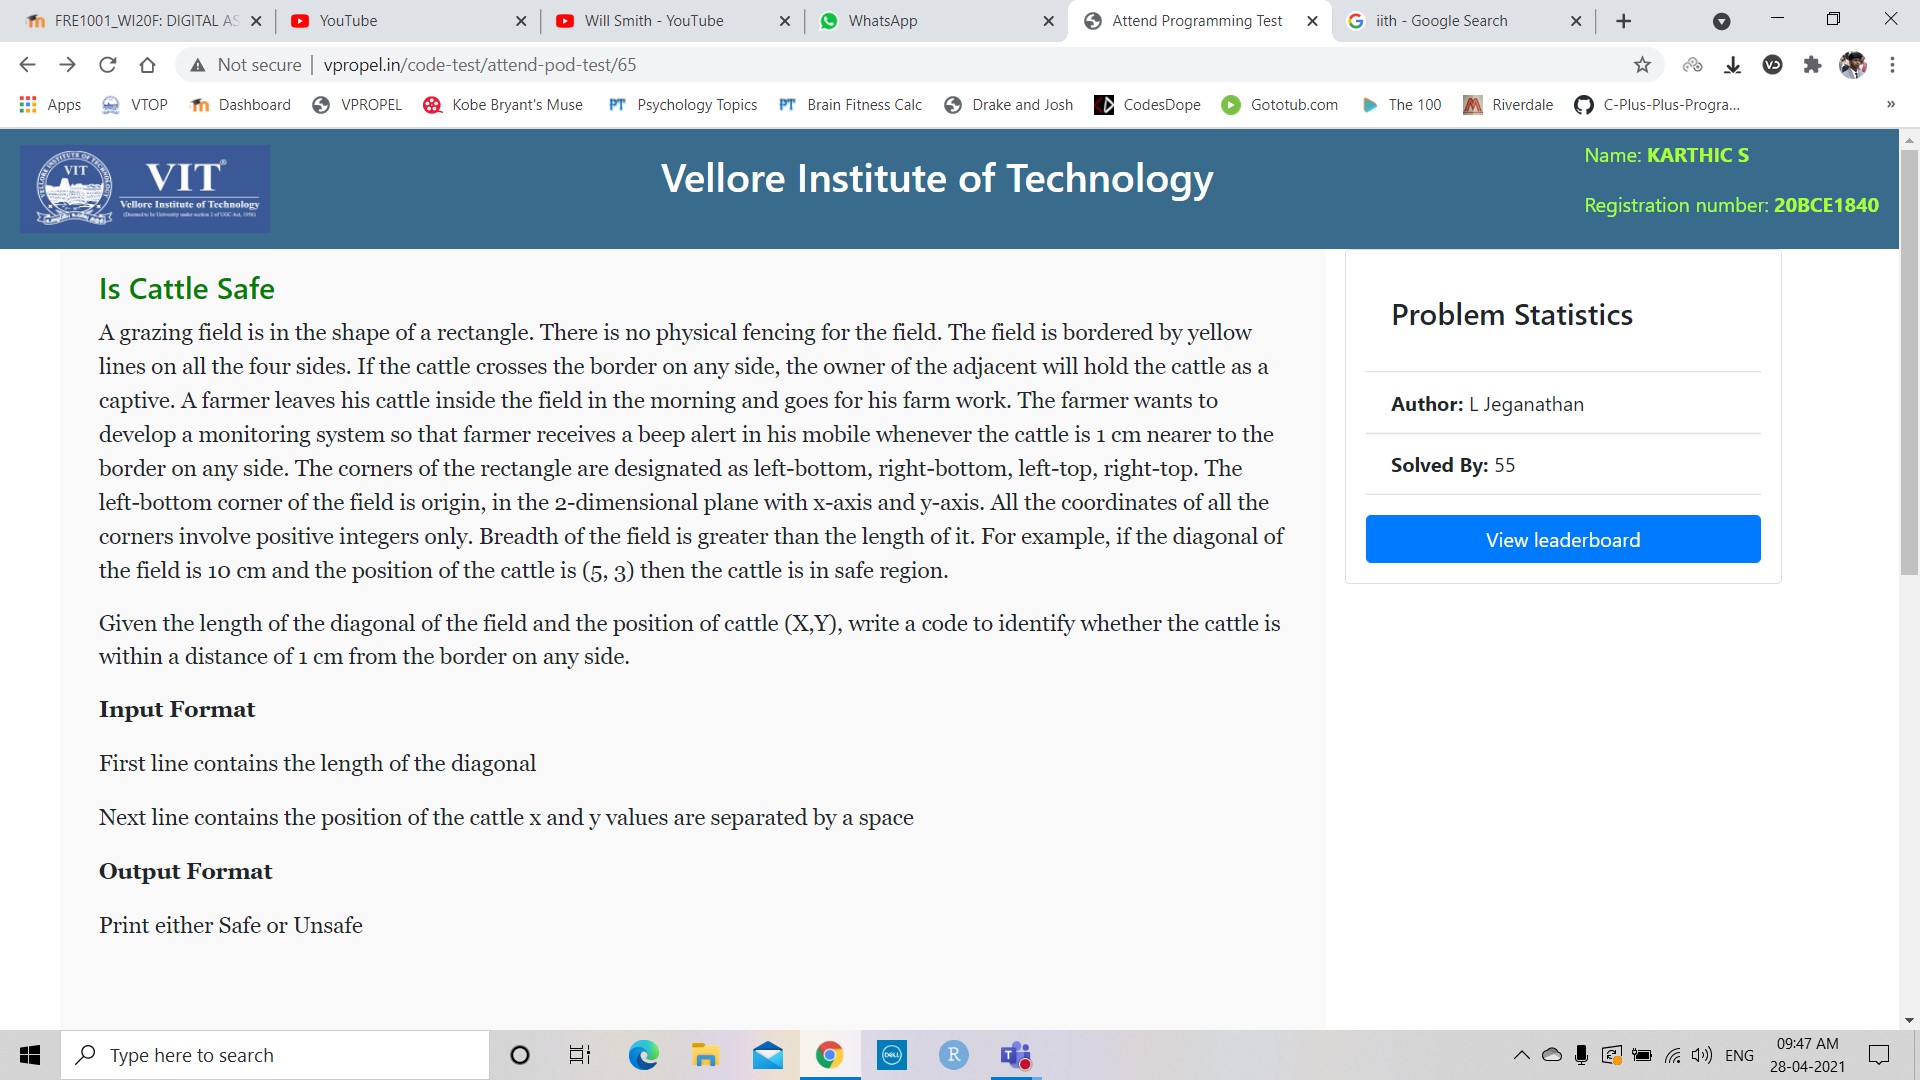 FRE1001_WI20F: DIGITAL AS
YouTube
Will Smith - YouTube
WhatsApp
Attend Programming Test
iith - Google Search
Not secure | vpropel.in/code-test/attend-pod-test/65
Apps
VTOP
Dashboard
VPROPEL
Kobe Bryant's Muse
PT Psychology Topics
PT Brain Fitness Calc
Drake and Josh
CodesDope
Gototub.com
The 100
Riverdale
C-Plus-Plus-Progra...
»
VIT
VIT®
Vellore Institute of Technology
(Deemed to be University under section 3 of UGC Act, 1956)
Vellore Institute of Technology
Name: KARTHIC S
Registration number: 20BCE1840
Is Cattle Safe
A grazing field is in the shape of a rectangle. There is no physical fencing for the field. The field is bordered by yellow
lines on all the four sides. If the cattle crosses the border on any side, the owner of the adjacent will hold the cattle as a
captive. A farmer leaves his cattle inside the field in the morning and goes for his farm work. The farmer wants to
develop a monitoring system so that farmer receives a beep alert in his mobile whenever the cattle is 1 cm nearer to the
border on any side. The corners of the rectangle are designated as left-bottom, right-bottom, left-top, right-top. The
left-bottom corner of the field is origin, in the 2-dimensional plane with x-axis and y-axis. All the coordinates of all the
corners involve positive integers only. Breadth of the field is greater than the length of it. For example, if the diagonal of
the field is 10 cm and the position of the cattle is (5, 3) then the cattle is in safe region.
Given the length of the diagonal of the field and the position of cattle (X,Y), write a code to identify whether the cattle is
within a distance of 1 cm from the border on any side.
Input Format
First line contains the length of the diagonal
Next line contains the position of the cattle x and y values are separated by a space
Output Format
Print either Safe or Unsafe
Problem Statistics
Author: L Jeganathan
Solved By: 55
View leaderboard
Type here to search
DELL
R
T
ENG
09:47 AM
28-04-2021